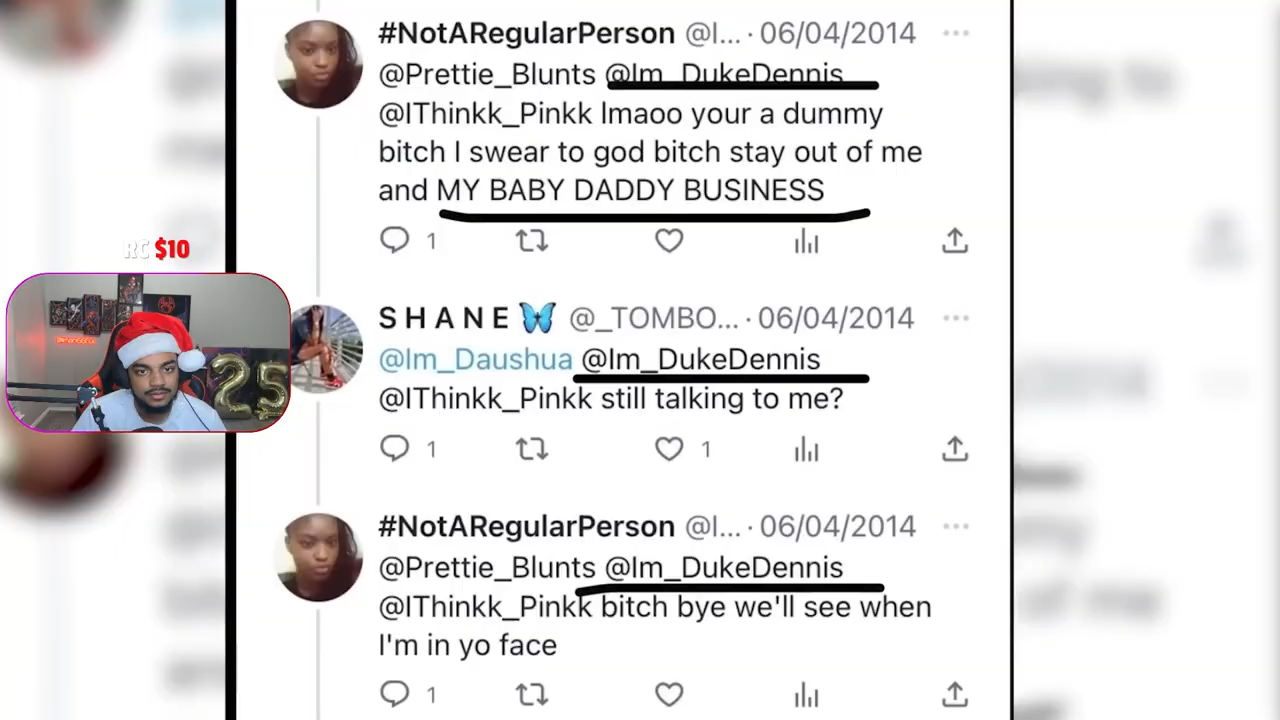 #NotARegularPerson @I... · 06/04/2014
@Prettie_Blunts @Im_DukeDennis
@IThinkk_Pinkk lmaoo your a dummy
bitch I swear to god bitch stay out of me
and MY BABY DADDY BUSINESS
1
RC $10
S H A N E 🦋 @_TOMBO... · 06/04/2014
@Im_Daushua @Im_DukeDennis
@IThinkk_Pinkk still talking to me?
1 1
25
#NotARegularPerson @I... · 06/04/2014
@Prettie_Blunts @Im_DukeDennis
@IThinkk_Pinkk bitch bye we'll see when
I'm in yo face
1